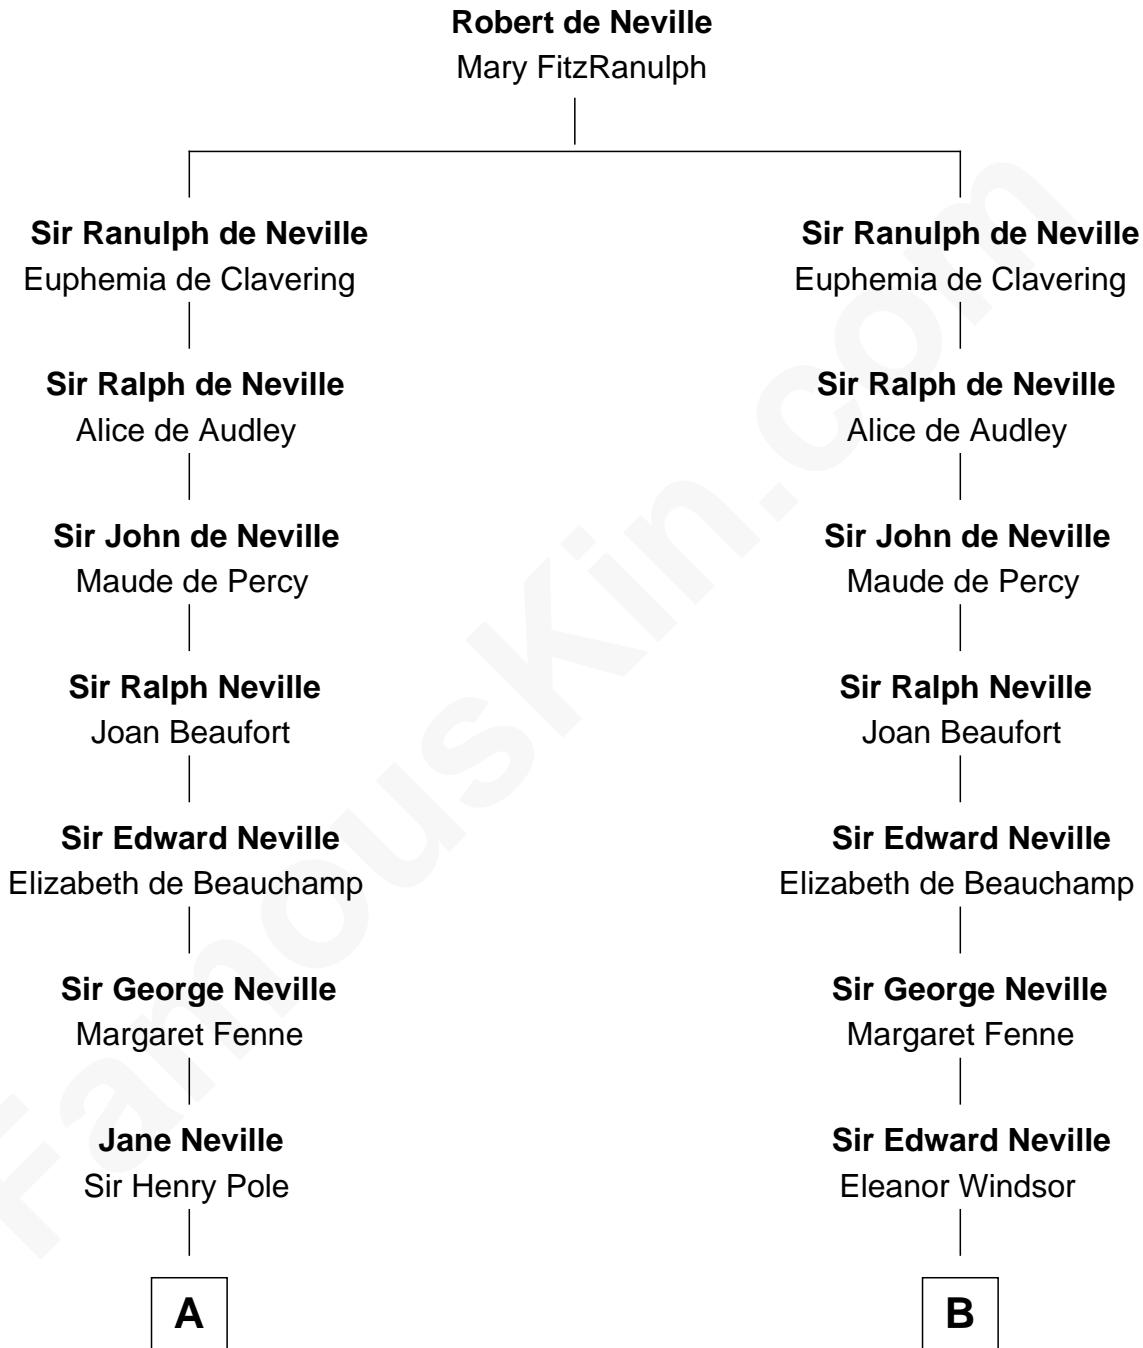 Robert de Neville
Mary FitzRanulph
Sir Ranulph de Neville
Euphemia de Clavering
Sir Ralph de Neville
Alice de Audley
Sir John de Neville
Maude de Percy
Sir Ralph Neville
Joan Beaufort
Sir Edward Neville
Elizabeth de Beauchamp
Sir George Neville
Margaret Fenne
Jane Neville
Sir Henry Pole
A
Sir Ranulph de Neville
Euphemia de Clavering
Sir Ralph de Neville
Alice de Audley
Sir John de Neville
Maude de Percy
Sir Ralph Neville
Joan Beaufort
Sir Edward Neville
Elizabeth de Beauchamp
Sir George Neville
Margaret Fenne
Sir Edward Neville
Eleanor Windsor
B
FamousKin.com